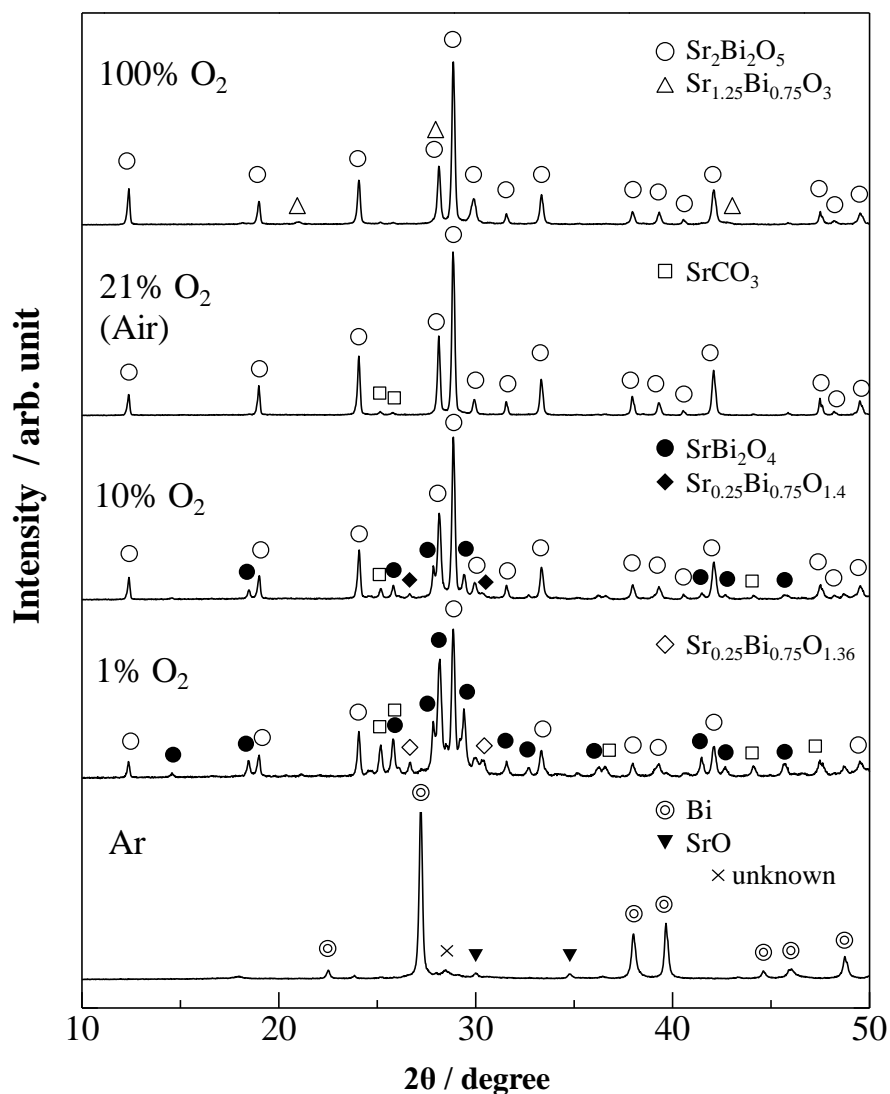 100% O₂
○ Sr₂Bi₂O₅
△ Sr₁.₂₅Bi₀.₇₅O₃
21% O₂
(Air)
□ SrCO₃
10% O₂
● SrBi₂O₄
◆ Sr₀.₂₅Bi₀.₇₅O₁.₄
1% O₂
◇ Sr₀.₂₅Bi₀.₇₅O₁.₃₆
Ar
◎ Bi
▼ SrO
× unknown
Intensity / arb. unit
10 20 30 40 50
2θ / degree